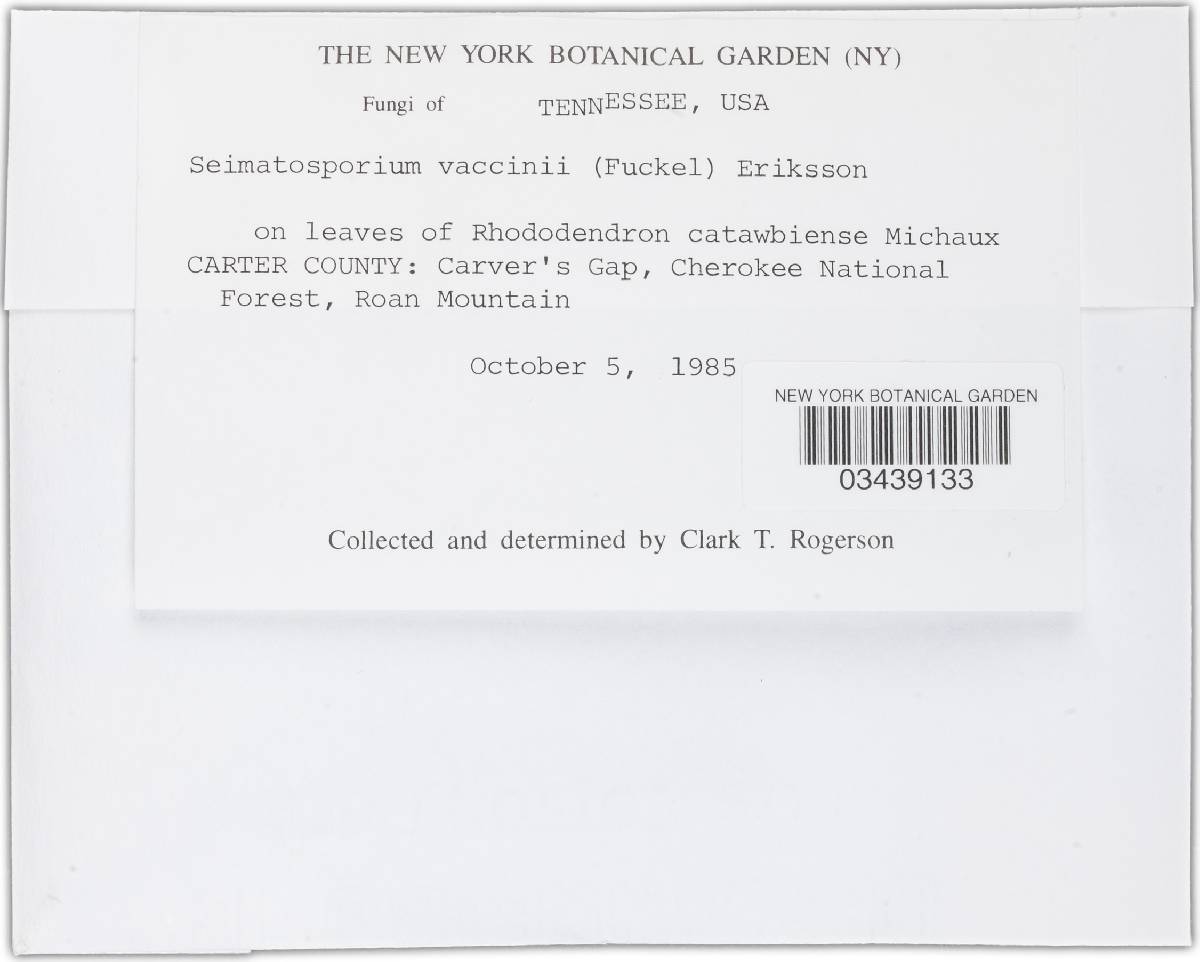 THE NEW YORK BOTANICAL GARDEN (NY)
Fungi of TENNESSEE, USA
Seimatosporium vaccinii (Fuckel) Eriksson
on leaves of Rhododendron catawbiense Michaux
CARTER COUNTY: Carver's Gap, Cherokee National
Forest, Roan Mountain
October 5, 1985
NEW YORK BOTANICAL GARDEN
03439133
Collected and determined by Clark T. Rogerson